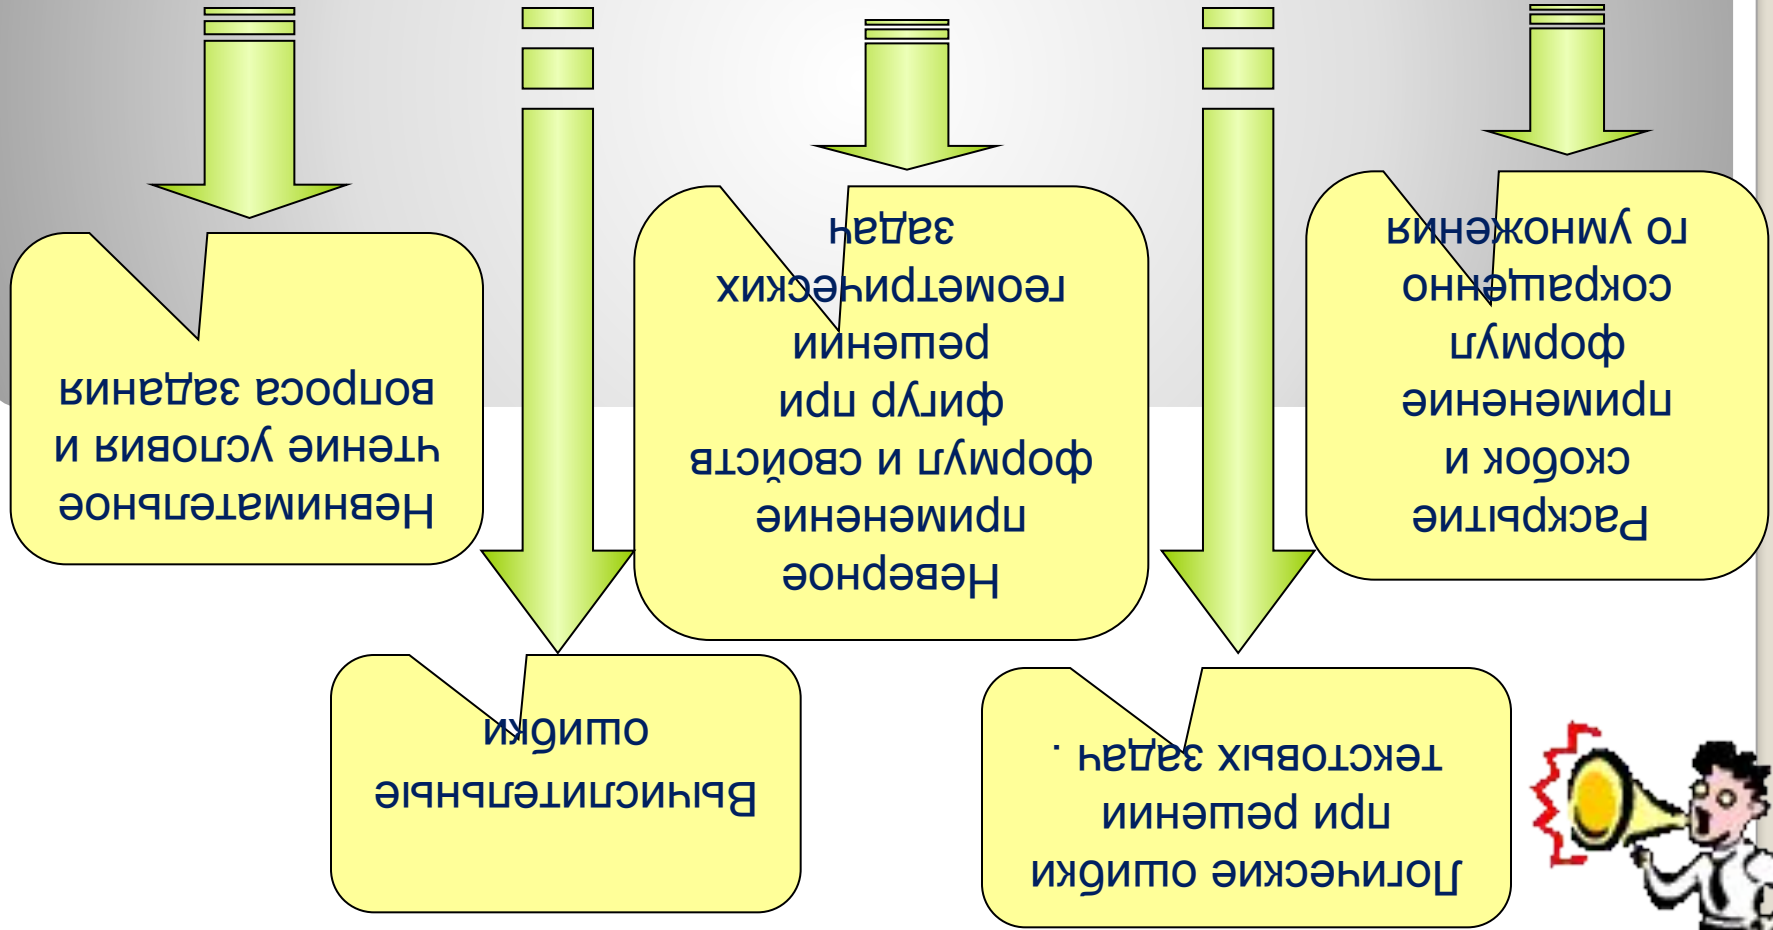 Невнимательное
чтение условия и
вопроса задания
Неверное
применение
формул и свойств
фигур при
решении
геометрических
задач
Раскрытие
скобок и
применение
формул
сокращенно
го умножения
Вычислительные
ошибки
Логические ошибки
при решении
текстовых задач .